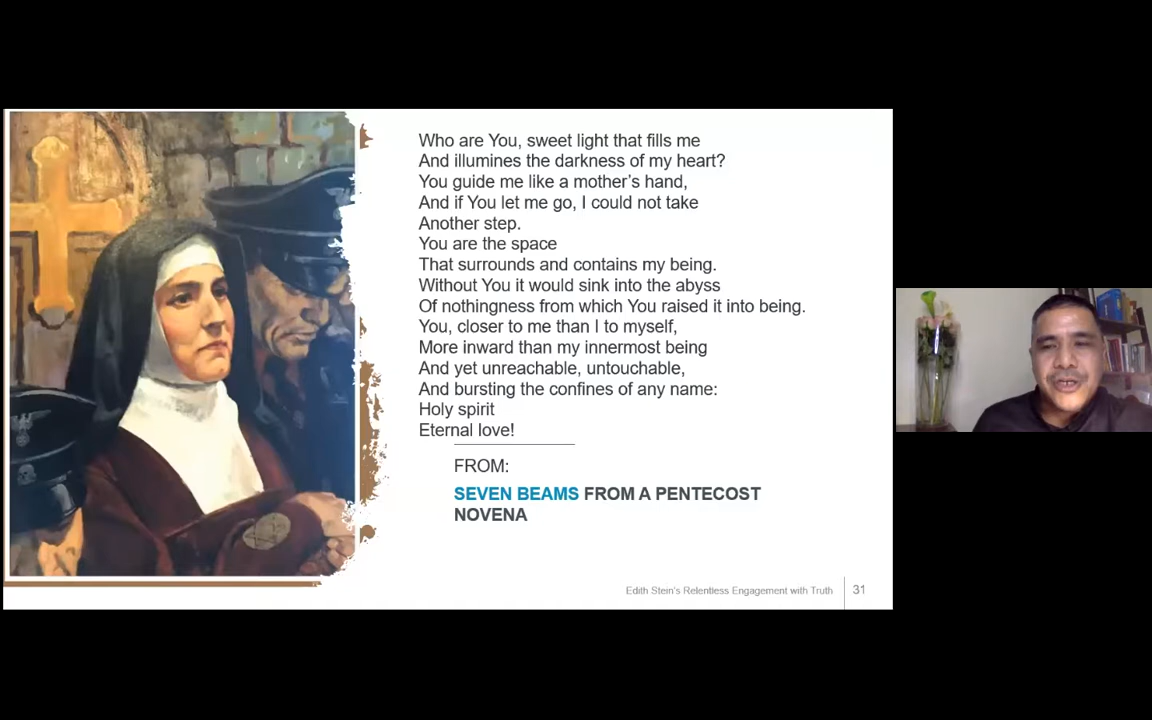 Who are You, sweet light that fills me
And illumines the darkness of my heart?
You guide me like a mother's hand,
And if You let me go, I could not take
Another step.
You are the space
That surrounds and contains my being.
Without You it would sink into the abyss
Of nothingness from which You raised it into being.
You, closer to me than I to myself,
More inward than my innermost being
And yet unreachable, untouchable,
And bursting the confines of any name:
Holy spirit
Eternal love!
FROM:
SEVEN BEAMS FROM A PENTECOST
NOVENA
Edith Stein's Relentless Engagement with Truth
31